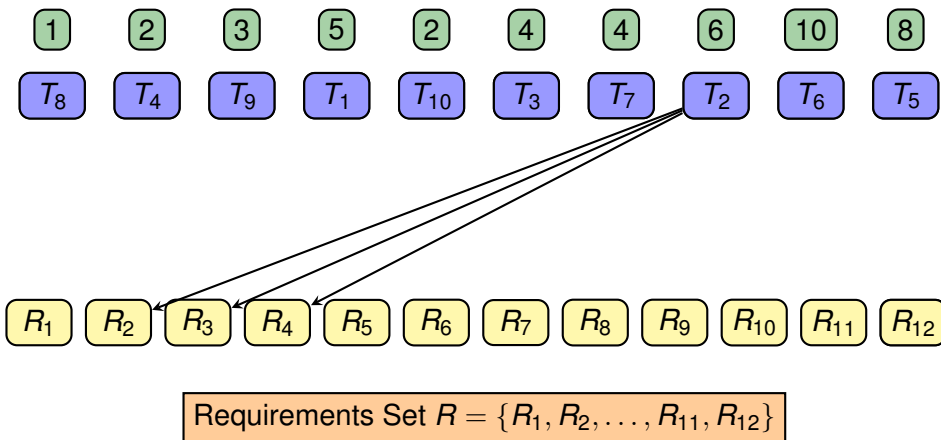 1 2 3 5 2 4 4 6 10 8
T₈ T₄ T₉ T₁ T₁₀ T₃ T₇ T₂ T₆ T₅
R₁ R₂ R₃ R₄ R₅ R₆ R₇ R₈ R₉ R₁₀ R₁₁ R₁₂
Requirements Set R = {R₁, R₂, . . . , R₁₁, R₁₂}